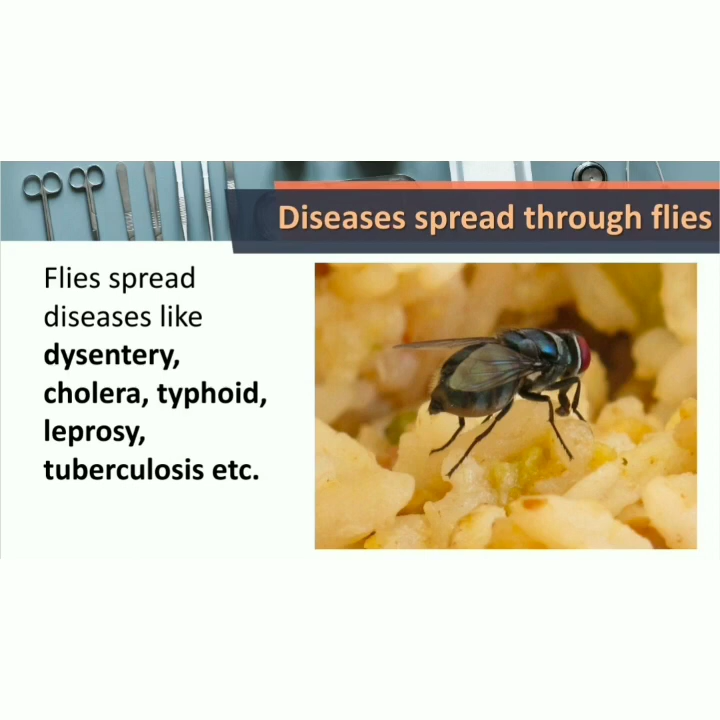 Diseases spread through flies
Flies spread
diseases like
dysentery,
cholera, typhoid,
leprosy,
tuberculosis etc.